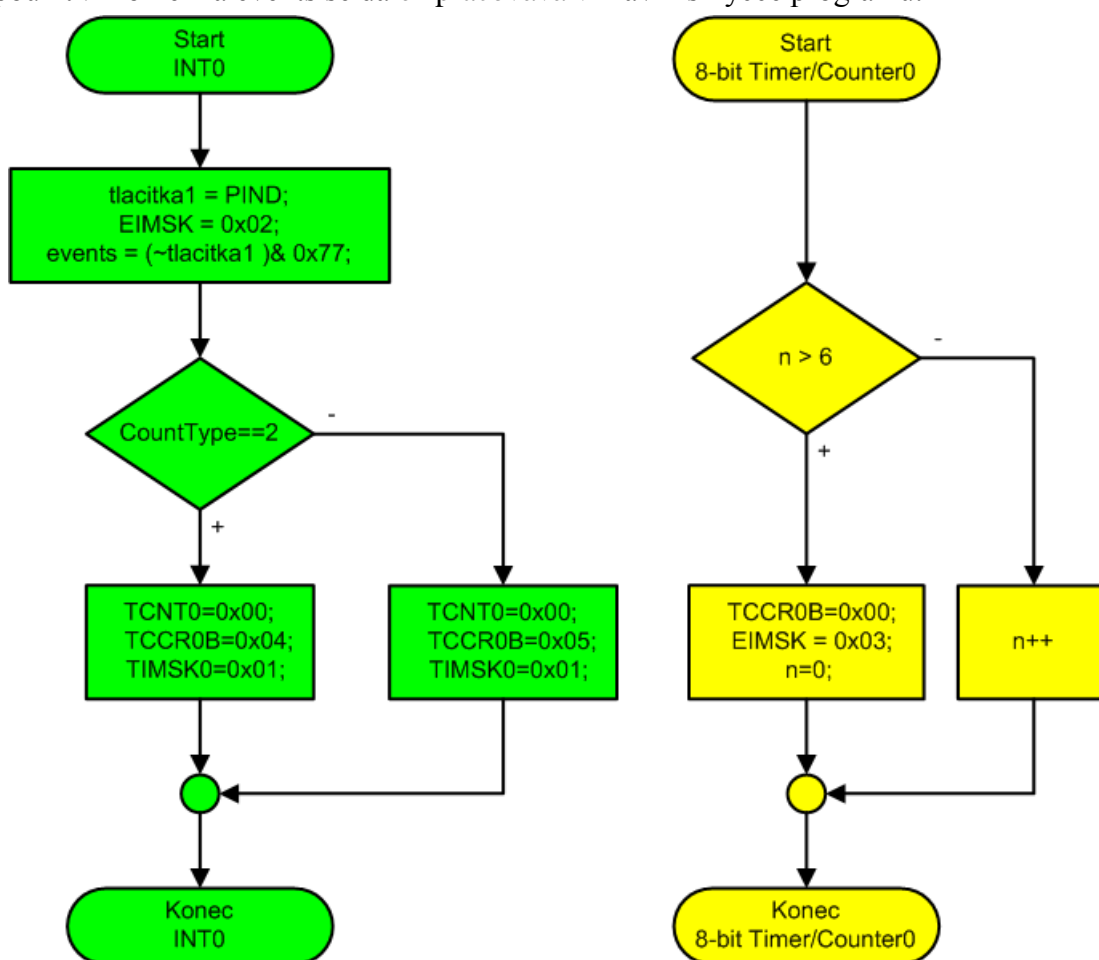 Start
INT0
tlacitka1 = PIND;
EIMSK = 0x02;
events = (~tlacitka1 )& 0x77;
CountType==2
-
+
TCNT0=0x00;
TCCR0B=0x04;
TIMSK0=0x01;
TCNT0=0x00;
TCCR0B=0x05;
TIMSK0=0x01;
Konec
INT0
Start
8-bit Timer/Counter0
n > 6
-
+
TCCR0B=0x00;
EIMSK = 0x03;
n=0;
n++
Konec
8-bit Timer/Counter0